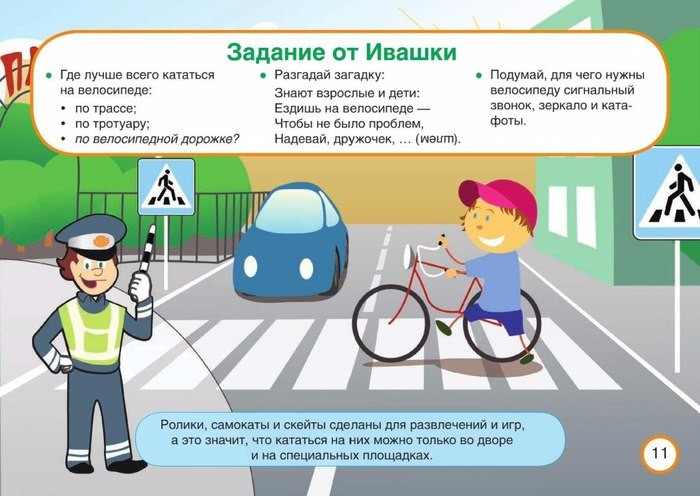 Задание от Ивашки
• Где лучше всего кататься
на велосипеде:
• по трассе;
• по тротуару;
• по велосипедной дорожке?
• Разгадай загадку:
Знают взрослые и дети:
Ездишь на велосипеде —
Чтобы не было проблем,
Надевай, дружочек, … (шлем).
• Подумай, для чего нужны
велосипеду сигнальный
звонок, зеркало и ката-
фоты.
Ролики, самокаты и скейты сделаны для развлечений и игр,
а это значит, что кататься на них можно только во дворе
и на специальных площадках.
11